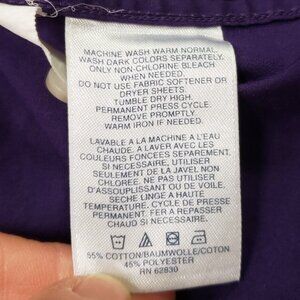 MACHINE WASH WARM NORMAL.
WASH DARK COLORS SEPARATELY.
ONLY NON-CHLORINE BLEACH
WHEN NEEDED.
DO NOT USE FABRIC SOFTENER OR
DRYER SHEETS.
TUMBLE DRY HIGH.
PERMANENT PRESS CYCLE.
REMOVE PROMPTLY.
WARM IRON IF NEEDED.
LAVABLE A LA MACHINE A L'EAU
CHAUDE. A LAVER AVEC LES
COULEURS FONCEES SEPAREMENT.
SI NECESSAIRE, UTILISER
SEULEMENT DE LA JAVEL NON
CHLOREE. NE PAS UTILISER
D'ASSOUPLISSANT OU DE
SECHE LINGE A HAUTE
TEMPERATURE. CYCLE DE PRESSE
PERMANENT. FER A REPASSER
CHAUD SI NECESSAIRE.
55% COTTON/BAUMWOLLE/COTON
45% POLYESTER
RN 62830